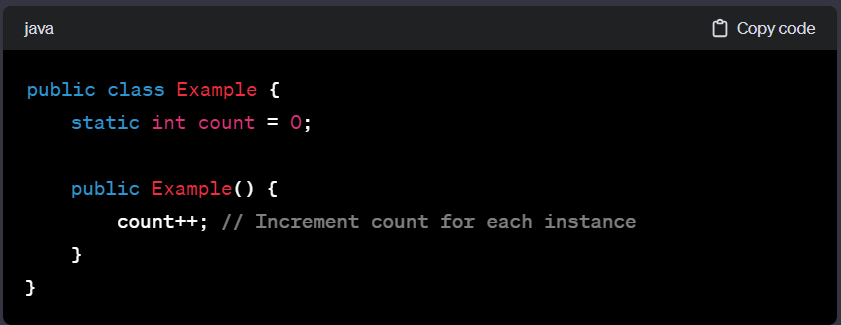 java
Copy code
public class Example {
    static int count = 0;
    public Example() {
        count++; // Increment count for each instance
    }
}